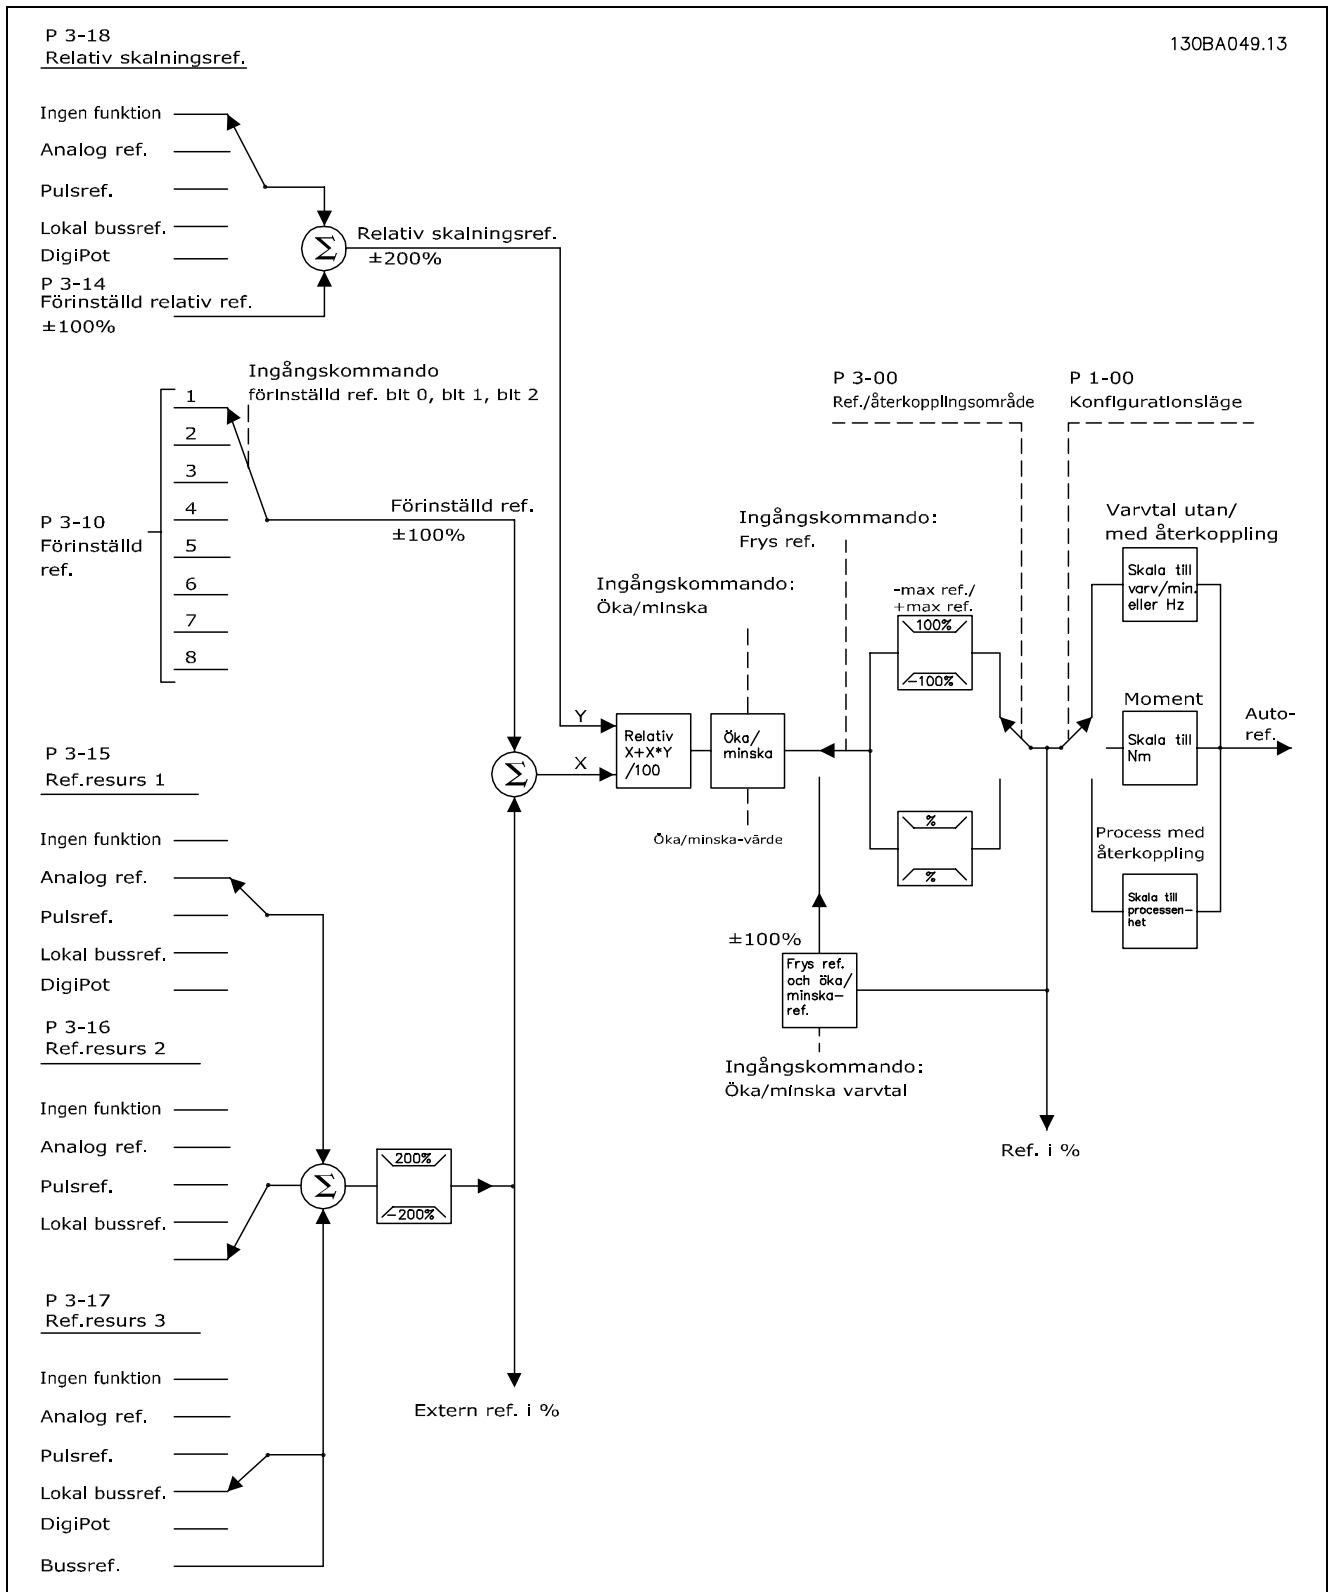 P 3-18
Relativ skalningsref.
130BA049.13
Ingen funktion
Analog ref.
Pulsref.
Lokal bussref.
DigiPot
Σ
Relativ skalningsref.
±200%
P 3-14
Förinställd relativ ref.
±100%
Ingångskommando
förinställd ref. bit 0, bit 1, bit 2
1
2
3
4
5
6
7
8
P 3-10
Förinställd
ref.
Förinställd ref.
±100%
P 3-00
Ref./återkopplingsområde
P 1-00
Konfigurationsläge
Ingångskommando:
Frys ref.
Ingångskommando:
Öka/minska
-max ref./
+max ref.
100%
-100%
Varvtal utan/
med återkoppling
Skala till
varv/min.
eller Hz
Y
X
Relativ
X+X*Y
/100
Öka/
minska
Öka/minska-värde
Moment
Skala till
Nm
Auto-
ref.
%
%
Process med
återkoppling
Skala till
processen-
het
±100%
Frys ref.
och öka/
minska-
ref.
Ingångskommando:
Öka/minska varvtal
Ref. i %
P 3-15
Ref.resurs 1
Σ
Ingen funktion
Analog ref.
Pulsref.
Lokal bussref.
DigiPot
P 3-16
Ref.resurs 2
Ingen funktion
Analog ref.
Pulsref.
Lokal bussref.
Σ
200%
-200%
P 3-17
Ref.resurs 3
Ingen funktion
Analog ref.
Pulsref.
Lokal bussref.
DigiPot
Bussref.
Extern ref. i %